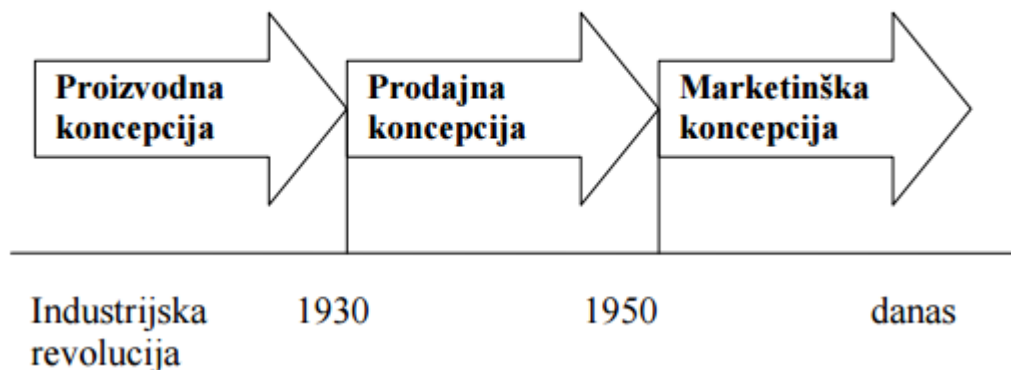 Proizvodna
koncepcija
Prodajna
koncepcija
Marketinška
koncepcija
Industrijska
revolucija
1930
1950
danas